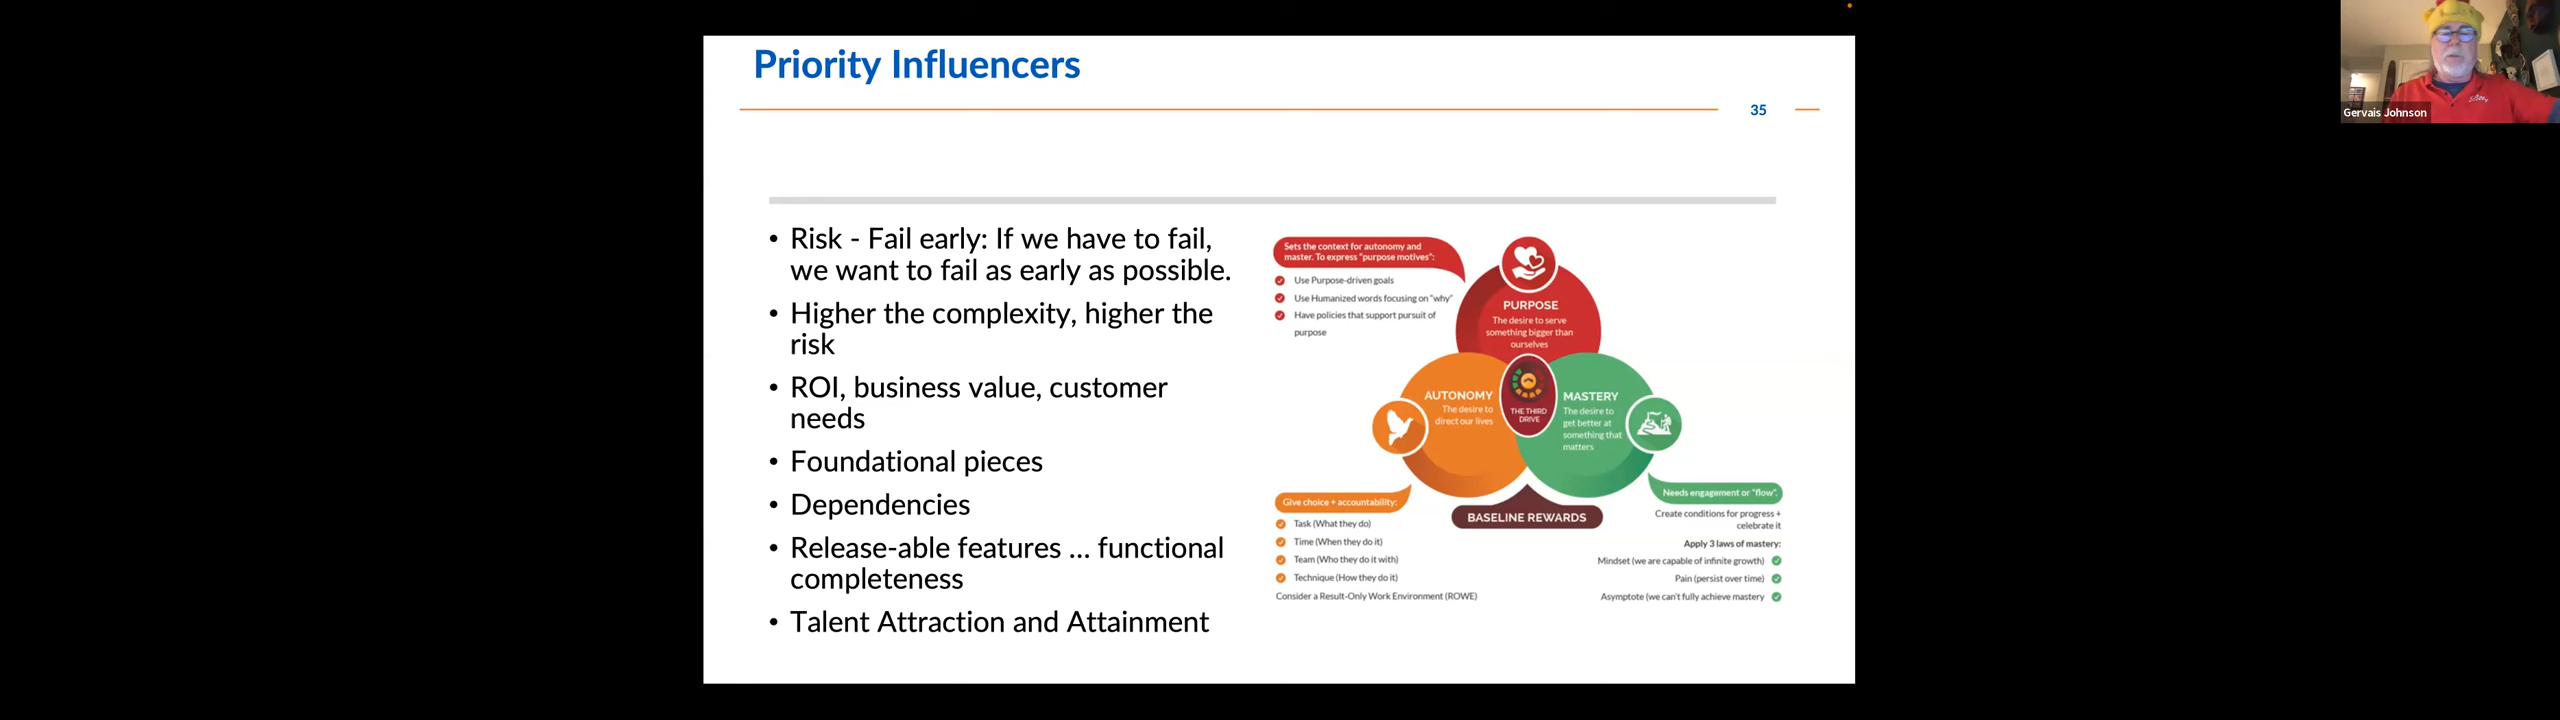 Priority Influencers
35
• Risk - Fail early: If we have to fail,
we want to fail as early as possible.
• Higher the complexity, higher the
risk
• ROI, business value, customer
needs
• Foundational pieces
• Dependencies
• Release-able features ... functional
completeness
• Talent Attraction and Attainment
Sets the context for autonomy and
master. To express "purpose motives":
Use Purpose-driven goals
Use Humanized words focusing on "why"
Have policies that support pursuit of
purpose
PURPOSE
The desire to serve
something bigger than
ourselves
AUTONOMY
The desire to
direct our lives
THE THIRD
DRIVE
MASTERY
The desire to
get better at
something that
matters
Give choice + accountability:
Task (What they do)
Time (When they do it)
Team (Who they do it with)
Technique (How they do it)
Consider a Result-Only Work Environment (ROWE)
BASELINE REWARDS
Needs engagement or "flow".
Create conditions for progress +
celebrate it
Apply 3 laws of mastery:
Mindset (we are capable of infinite growth)
Pain (persist over time)
Asymptote (we can't fully achieve mastery
Gervais Johnson